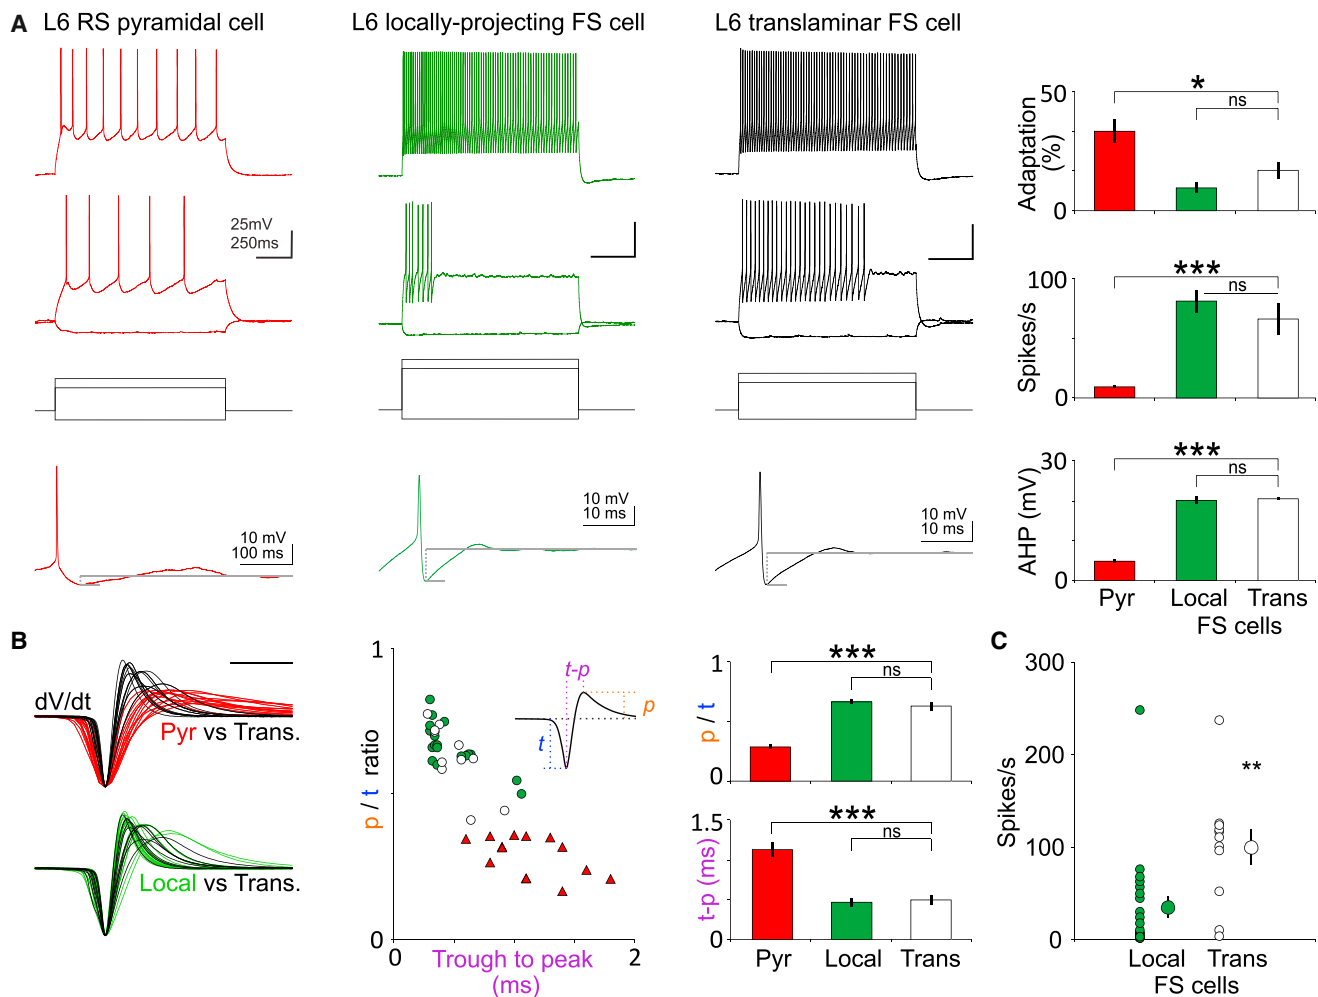 A
L6 RS pyramidal cell
L6 locally-projecting FS cell
L6 translaminar FS cell
25mV
250ms
10 mV
100 ms
10 mV
10 ms
10 mV
10 ms
Adaptation
(%)
50
0
*
ns
Spikes/s
100
0
***
ns
AHP (mV)
30
0
***
ns
Pyr
Local
Trans
FS cells
B
dV/dt
Pyr vs Trans.
Local vs Trans.
p / t ratio
1
0
0
2
Trough to peak
(ms)
t-p
p
t
p / t
1
0
***
ns
t-p (ms)
1.5
0
***
ns
Pyr
Local
Trans
C
Spikes/s
300
200
100
0
**
Local
Trans
FS cells